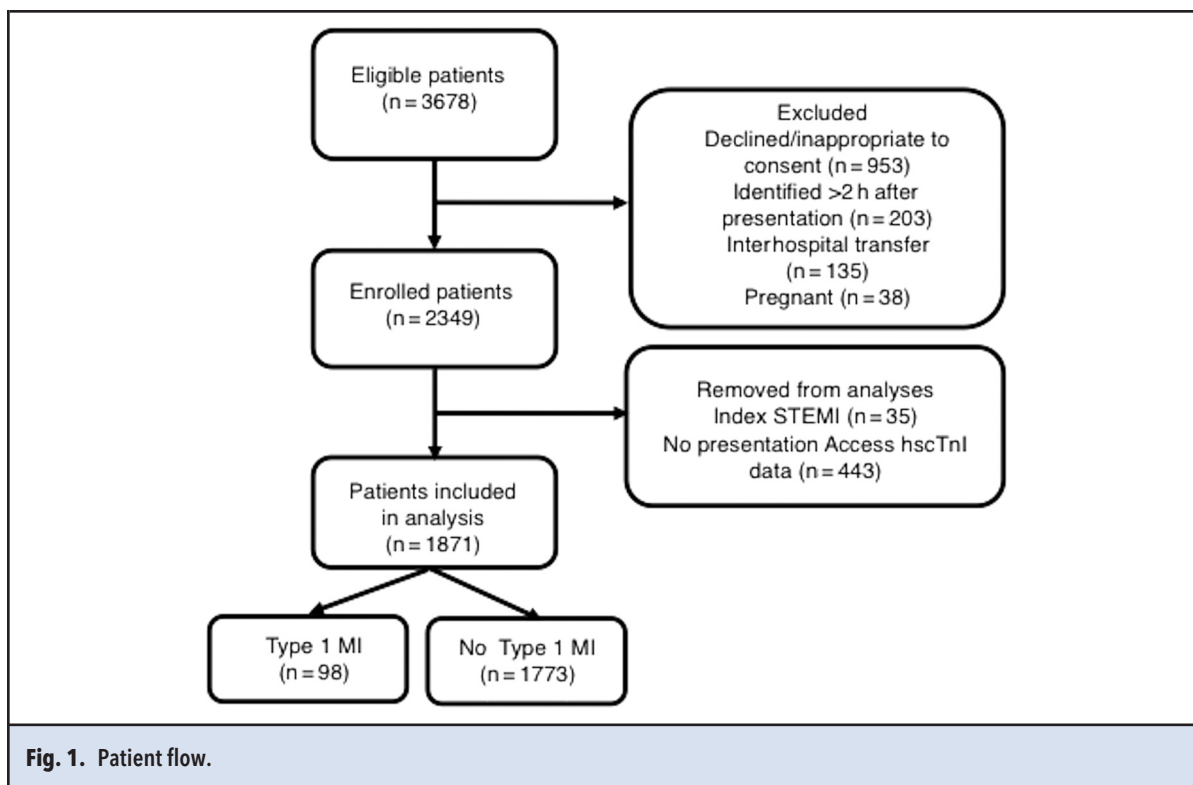 Eligible patients
(n = 3678)
Excluded
Declined/inappropriate to
consent (n = 953)
Identified >2 h after
presentation (n = 203)
Interhospital transfer
(n = 135)
Pregnant (n = 38)
Enrolled patients
(n = 2349)
Removed from analyses
Index STEMI (n = 35)
No presentation Access hscTnI
data (n = 443)
Patients included
in analysis
(n = 1871)
Type 1 MI
(n = 98)
No Type 1 MI
(n = 1773)
Fig. 1. Patient flow.